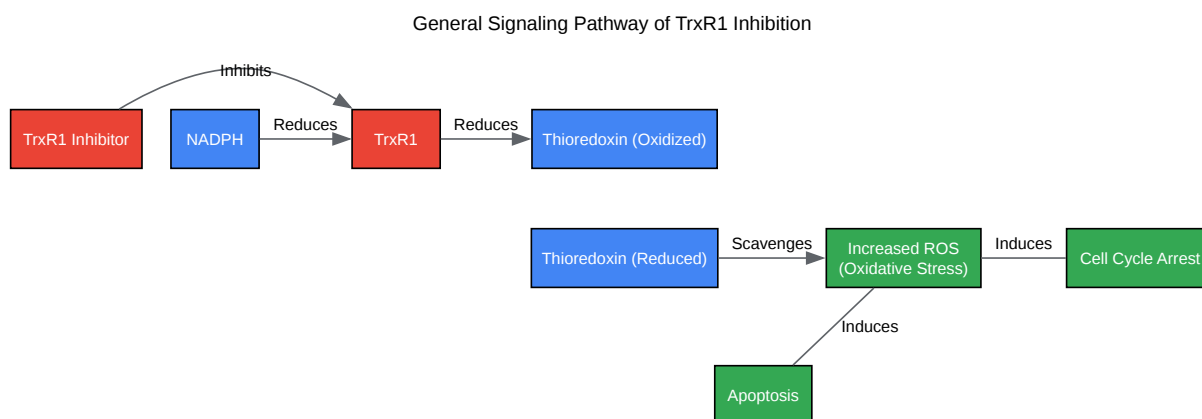 General Signaling Pathway of TrxR1 Inhibition
Inhibits
TrxR1 Inhibitor
NADPH
Reduces
TrxR1
Reduces
Thioredoxin (Oxidized)
Thioredoxin (Reduced)
Scavenges
Increased ROS
(Oxidative Stress)
Induces
Cell Cycle Arrest
Induces
Apoptosis